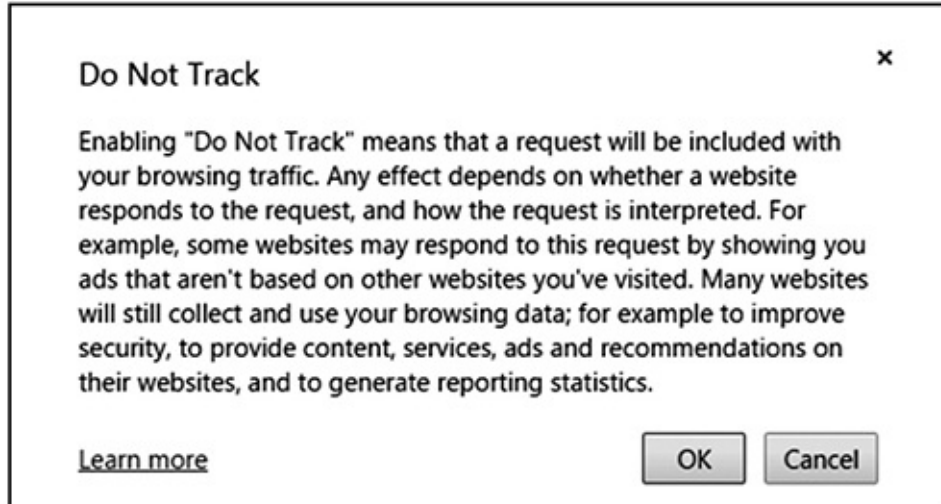 ×
Do Not Track
Enabling "Do Not Track" means that a request will be included with
your browsing traffic. Any effect depends on whether a website
responds to the request, and how the request is interpreted. For
example, some websites may respond to this request by showing you
ads that aren't based on other websites you've visited. Many websites
will still collect and use your browsing data; for example to improve
security, to provide content, services, ads and recommendations on
their websites, and to generate reporting statistics.
Learn more OK Cancel